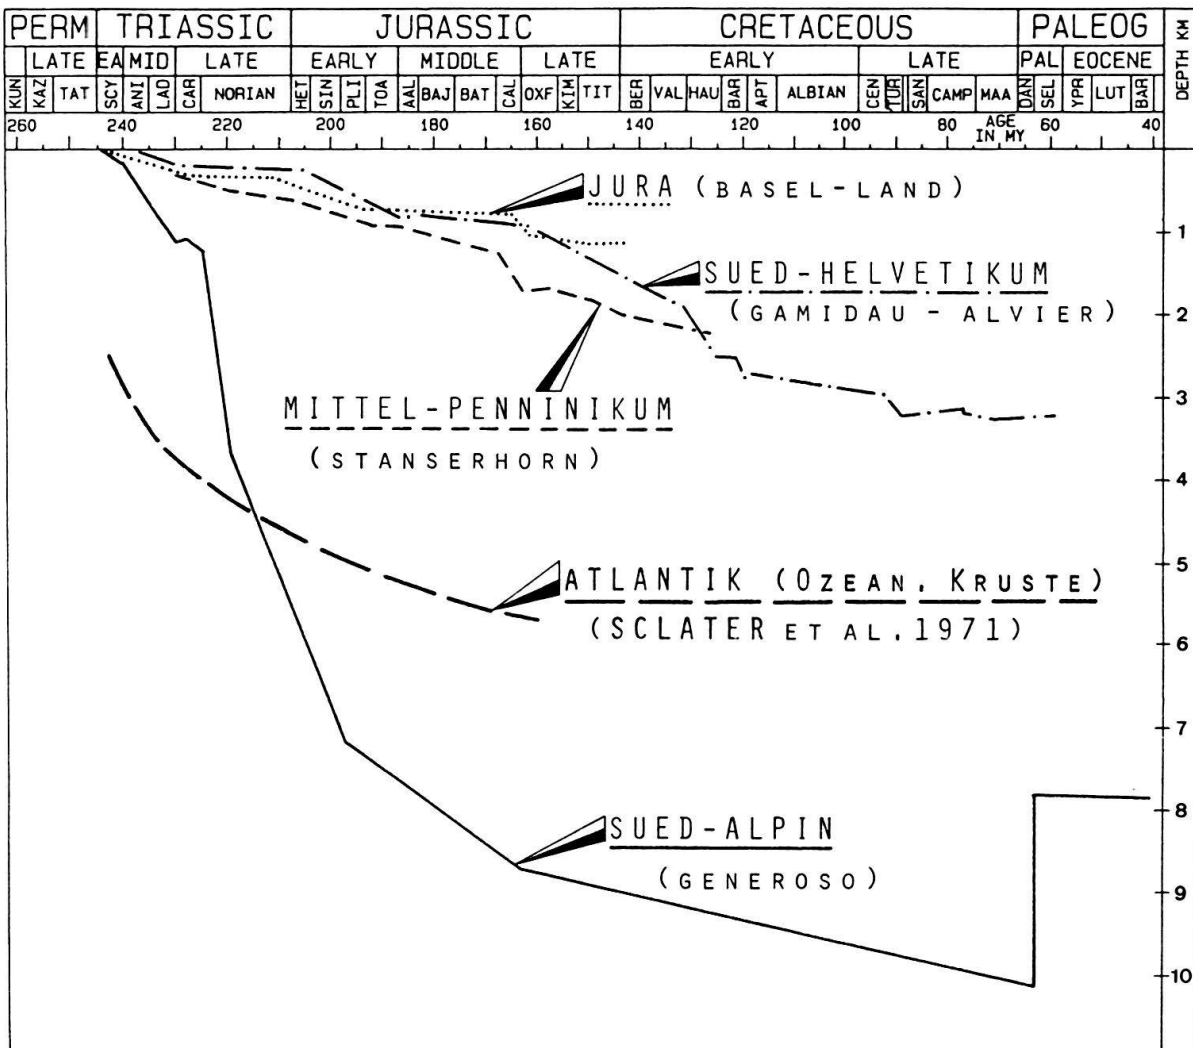 PERM TRIASSIC JURASSIC CRETACEOUS PALEOG DEPTH KM
LATE EA MID LATE EARLY MIDDLE LATE EARLY LATE PAL EOCENE
KUN KAZ TAT SCY ANI LAD CAR NORIAN HET SIN PLI TOA AAL BAJ BAT CAL OXF KIM TIT BER VAL HAU BAR APT ALBIAN CEN TUR SAN CAMP MAA DAN SEL YPR LUT BAR
260 240 220 200 180 160 140 120 100 80 AGE IN MY 60 40
JURA (BASEL-LAND)
1
SUED-HELVETIKUM
(GAMIDAU - ALVIER)
2
MITTEL-PENNINIKUM
3
(STANSERHORN)
4
ATLANTIK (OZEAN. KRUSTE)
5
(SCLATER ET AL. 1971)
6
7
SUED-ALPIN
8
(GENEROSO)
9
10